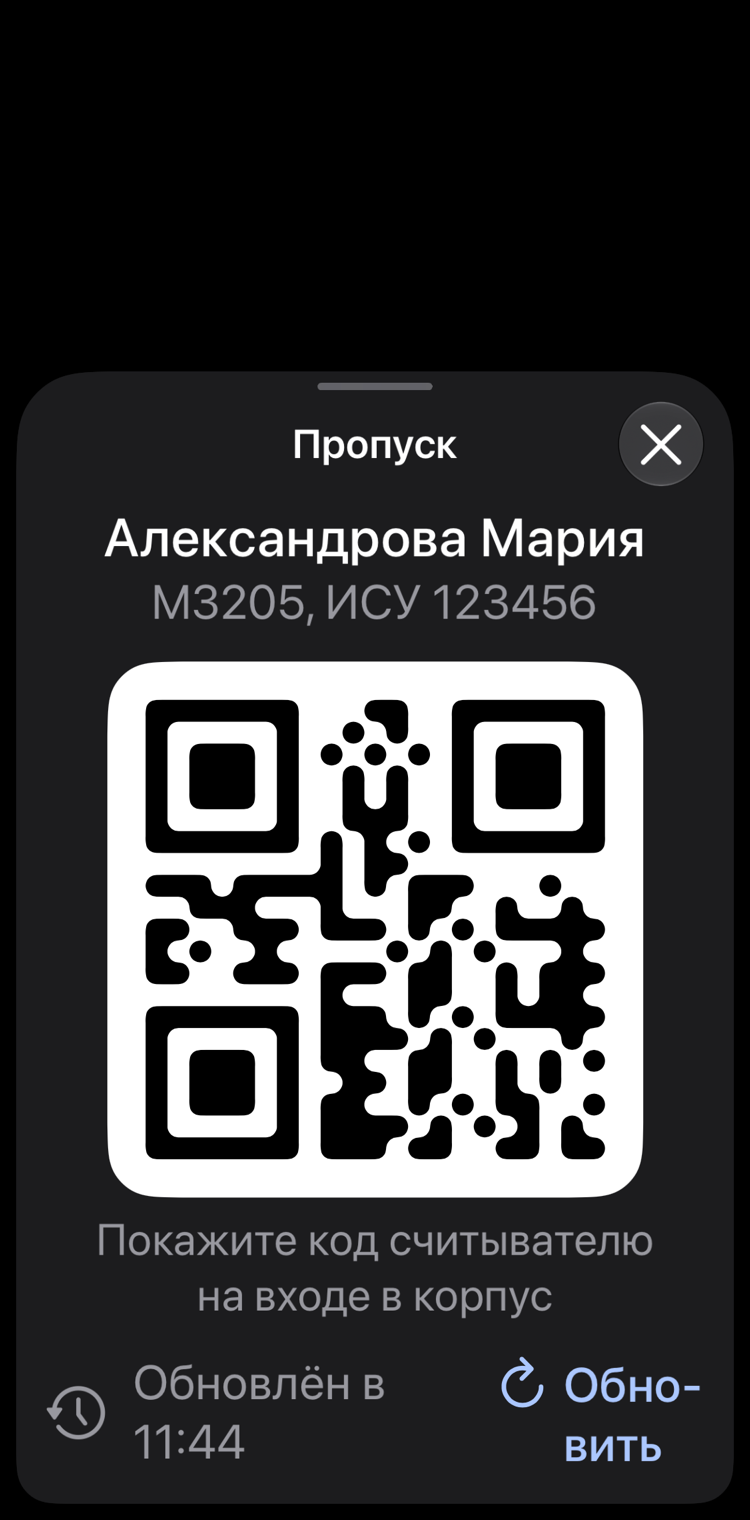 Пропуск
Александрова Мария
М3205, ИСУ 123456
Покажите код считывателю
на входе в корпус
Обновлён в
11:44
Обно-
вить